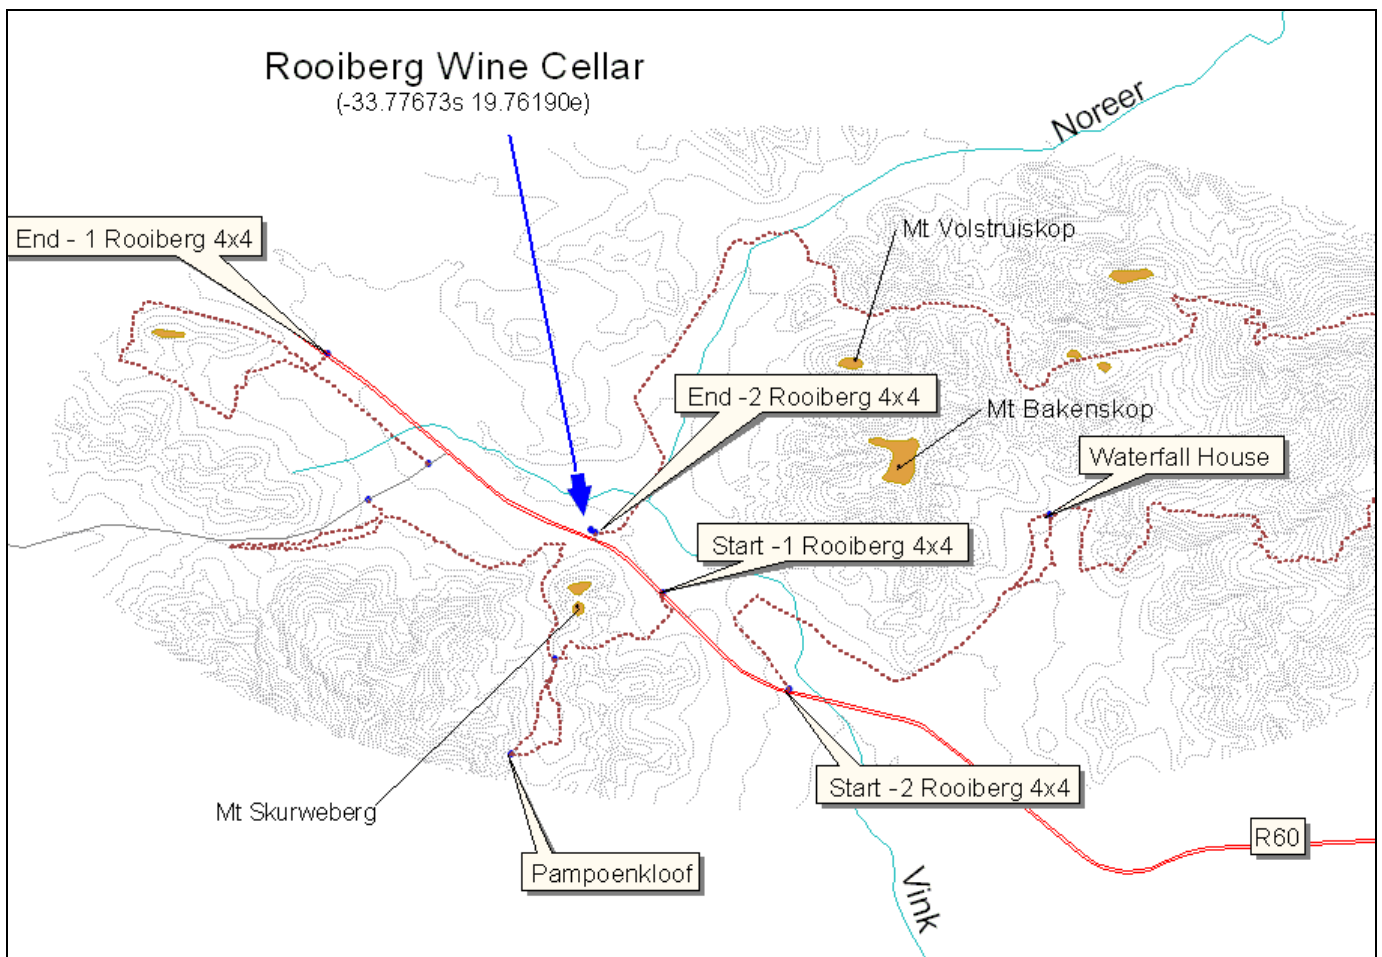 Rooiberg Wine Cellar
(-33.77673s 19.76190e)
Noreer
End - 1 Rooiberg 4x4
Mt Volstruiskop
End -2 Rooiberg 4x4
Mt Bakenskop
Waterfall House
Start -1 Rooiberg 4x4
Start -2 Rooiberg 4x4
Mt Skurweberg
R60
Pampoenkloof
Vink